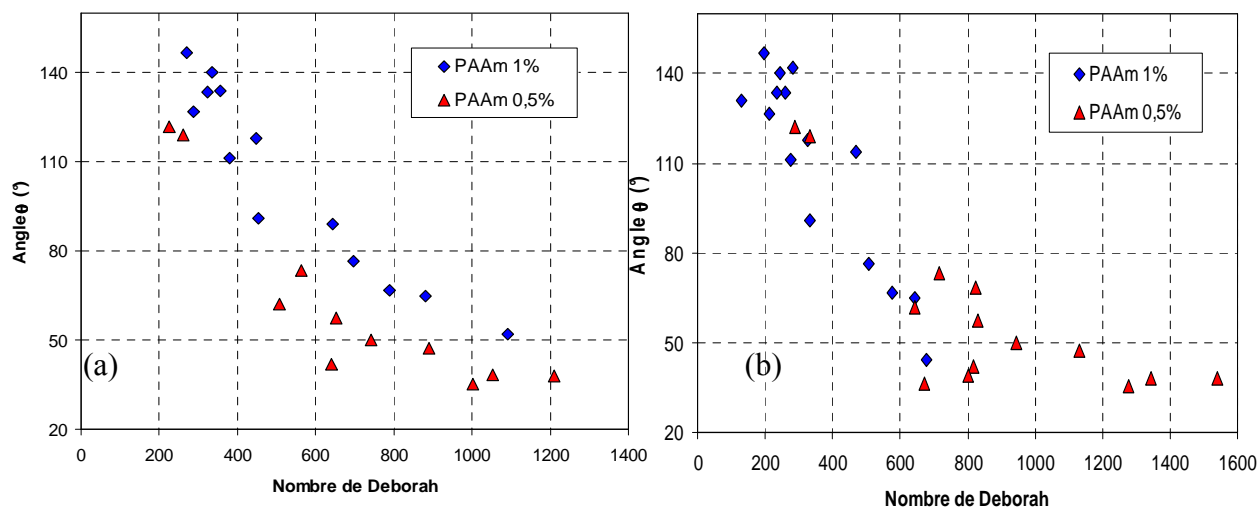 140
110
80
50
20
Angle θ (°)
PAAm 1%
PAAm 0,5%
(a)
0 200 400 600 800 1000 1200 1400
Nombre de Deborah
140
110
80
50
20
Angle θ (°)
PAAm 1%
PAAm 0,5%
(b)
0 200 400 600 800 1000 1200 1400 1600
Nombre de Deborah